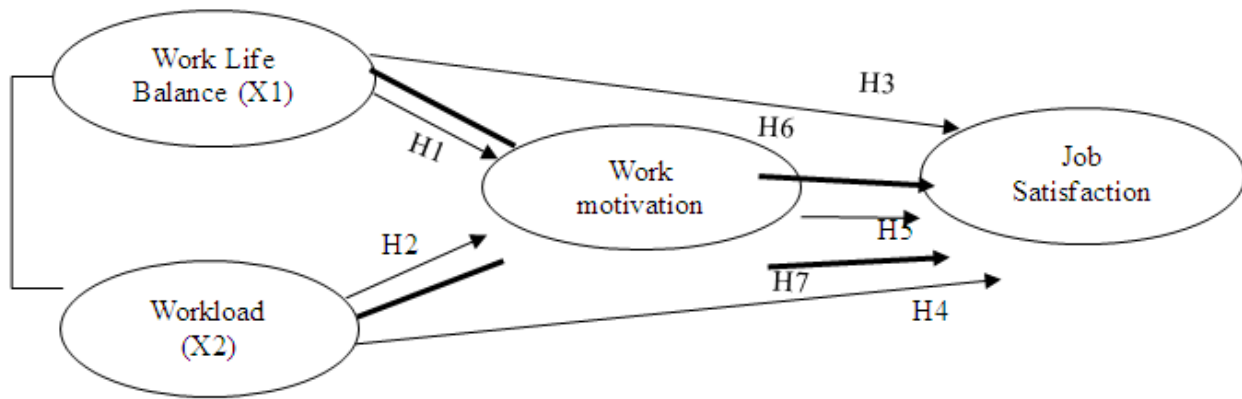 Work Life
Balance (X1)
H3
H6
H1
Work
motivation
Job
Satisfaction
H2
H5
H7
H4
Workload
(X2)